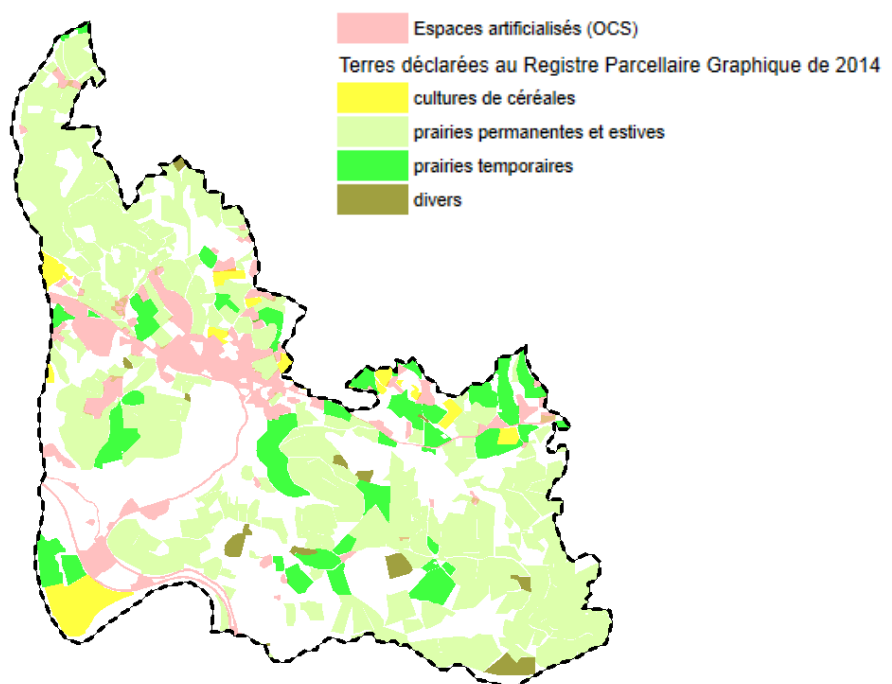 Espaces artificialisés (OCS)
Terres déclarées au Registre Parcellaire Graphique de 2014
cultures de céréales
prairies permanentes et estives
prairies temporaires
divers